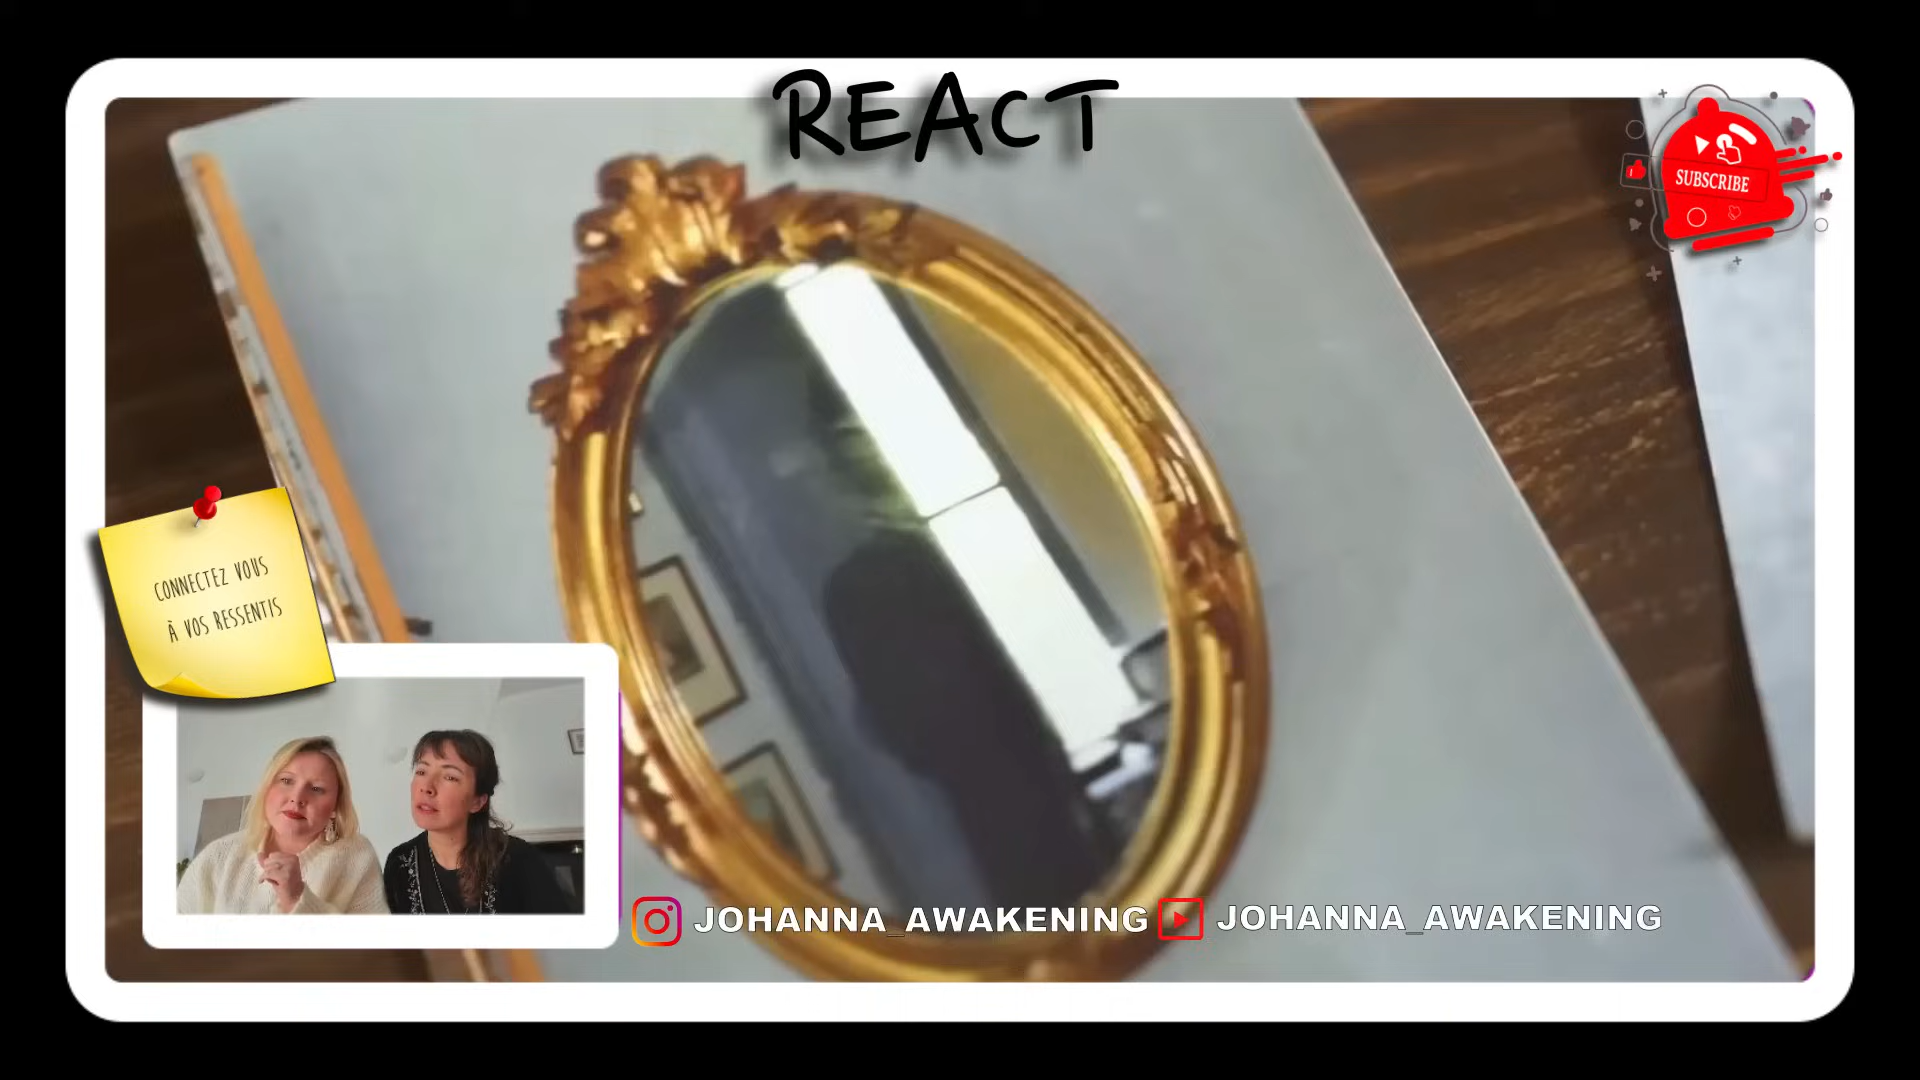 REACT
SUBSCRIBE
CONNECTEZ VOUS
À VOS RESSENTIS
JOHANNA_AWAKENING
JOHANNA_AWAKENING